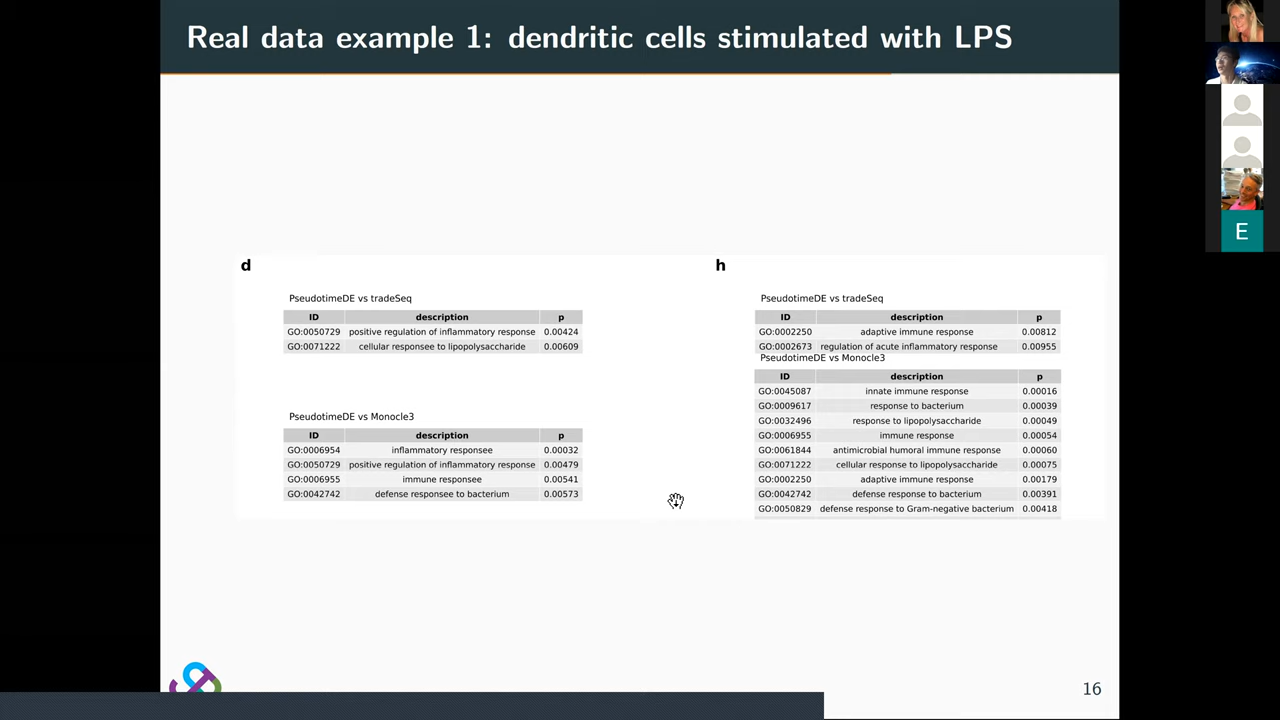 Real data example 1: dendritic cells stimulated with LPS
d
PseudotimeDE vs tradeSeq
ID description p
GO:0050729 positive regulation of inflammatory response 0.00424
GO:0071222 cellular responsee to lipopolysaccharide 0.00609
PseudotimeDE vs Monocle3
ID description p
GO:0006954 inflammatory responsee 0.00032
GO:0050729 positive regulation of inflammatory response 0.00479
GO:0006955 immune responsee 0.00541
GO:0042742 defense responsee to bacterium 0.00573
h
PseudotimeDE vs tradeSeq
ID description p
GO:0002250 adaptive immune response 0.00812
GO:0002673 regulation of acute inflammatory response 0.00955
PseudotimeDE vs Monocle3
ID description p
GO:0045087 innate immune response 0.00016
GO:0009617 response to bacterium 0.00039
GO:0032496 response to lipopolysaccharide 0.00049
GO:0006955 immune response 0.00054
GO:0061844 antimicrobial humoral immune response 0.00060
GO:0071222 cellular response to lipopolysaccharide 0.00075
GO:0002250 adaptive immune response 0.00179
GO:0042742 defense response to bacterium 0.00391
GO:0050829 defense response to Gram-negative bacterium 0.00418
16
E